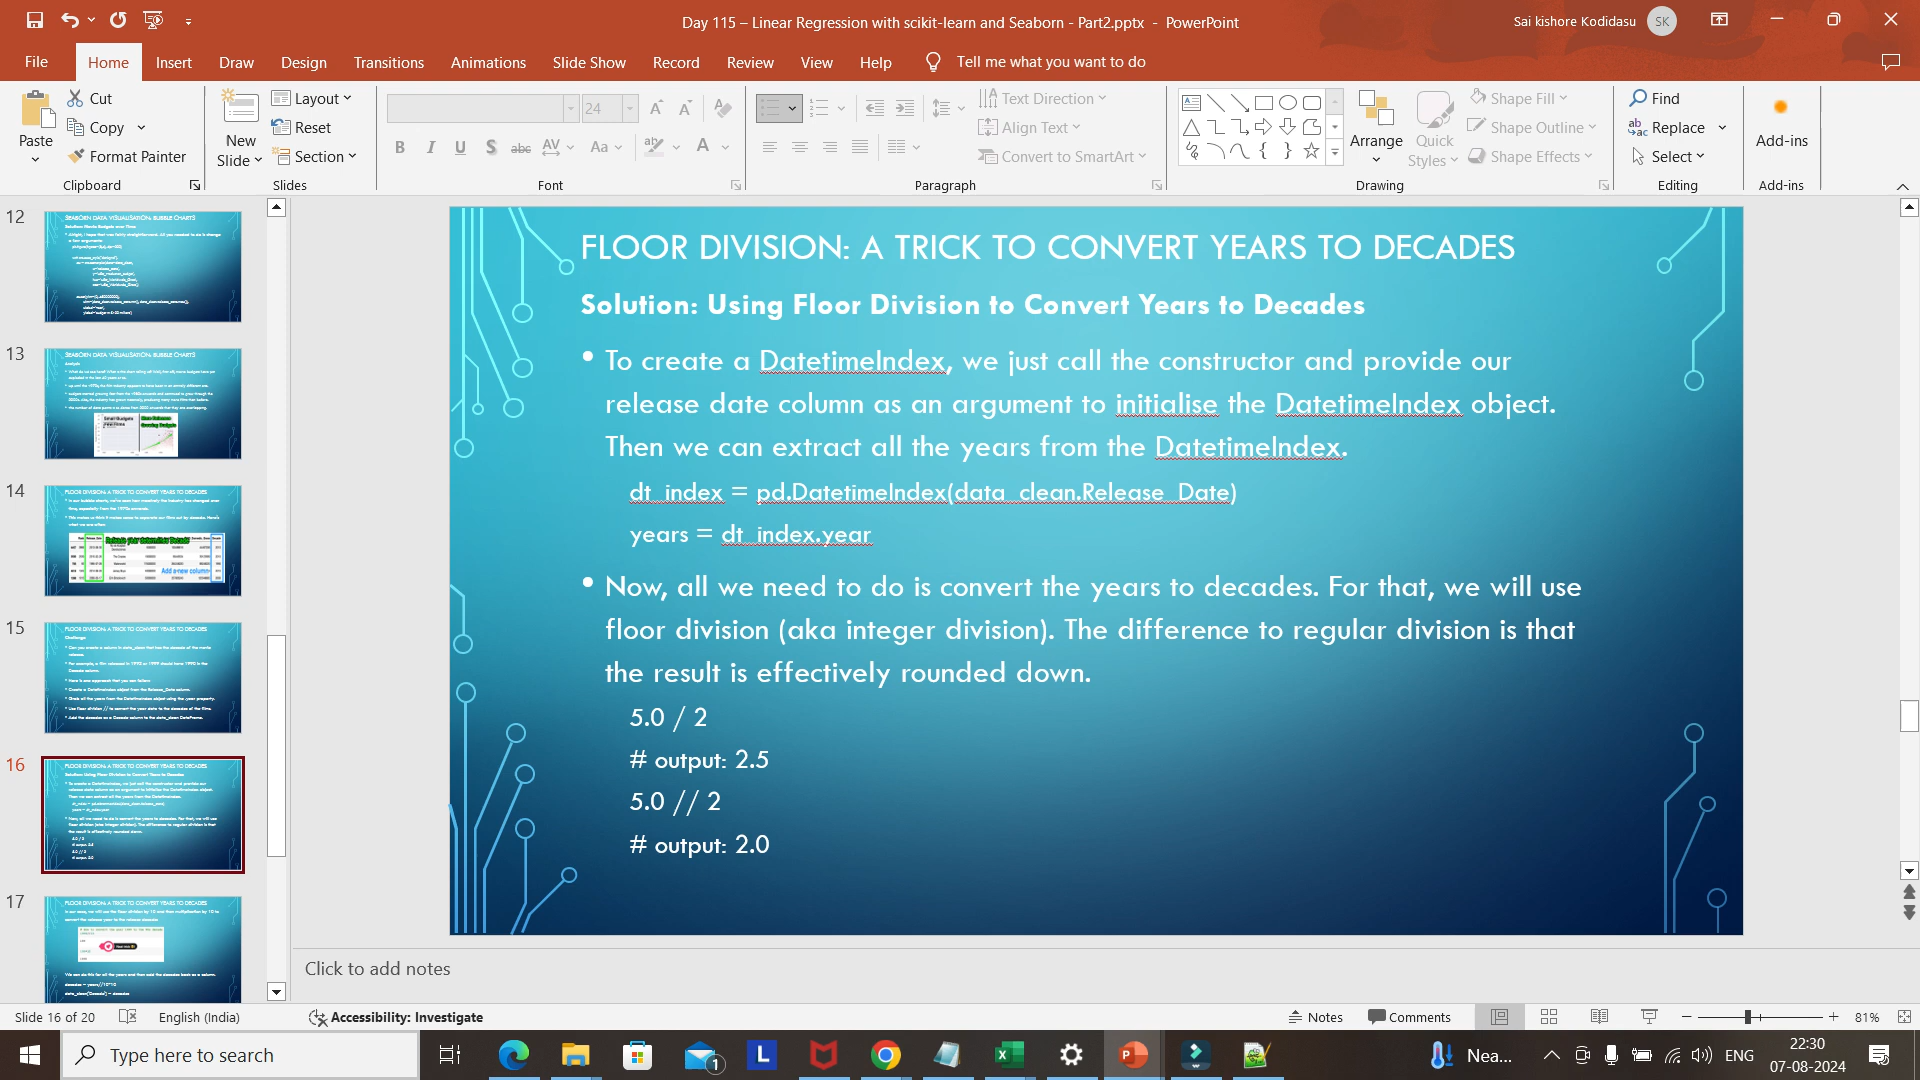 Day 115 – Linear Regression with scikit-learn and Seaborn - Part2.pptx - PowerPoint
Sai kishore Kodidasu
SK
File
Home
Insert
Draw
Design
Transitions
Animations
Slide Show
Record
Review
View
Help
Tell me what you want to do
Paste
Cut
Copy
Format Painter
Clipboard
New Slide
Layout
Reset
Section
Slides
24
Font
Text Direction
Align Text
Convert to SmartArt
Paragraph
Arrange
Quick Styles
Shape Fill
Shape Outline
Shape Effects
Drawing
Find
Replace
Select
Editing
Add-ins
Add-ins
12
13
14
15
16
17
FLOOR DIVISION: A TRICK TO CONVERT YEARS TO DECADES
Solution: Using Floor Division to Convert Years to Decades
• To create a DatetimeIndex, we just call the constructor and provide our
release date column as an argument to initialise the DatetimeIndex object.
Then we can extract all the years from the DatetimeIndex.
dt_index = pd.DatetimeIndex(data_clean.Release_Date)
years = dt_index.year
• Now, all we need to do is convert the years to decades. For that, we will use
floor division (aka integer division). The difference to regular division is that
the result is effectively rounded down.
5.0 / 2
# output: 2.5
5.0 // 2
# output: 2.0
Click to add notes
Slide 16 of 20
English (India)
Accessibility: Investigate
Notes
Comments
81%
Type here to search
1
Nea...
ENG
22:30
07-08-2024